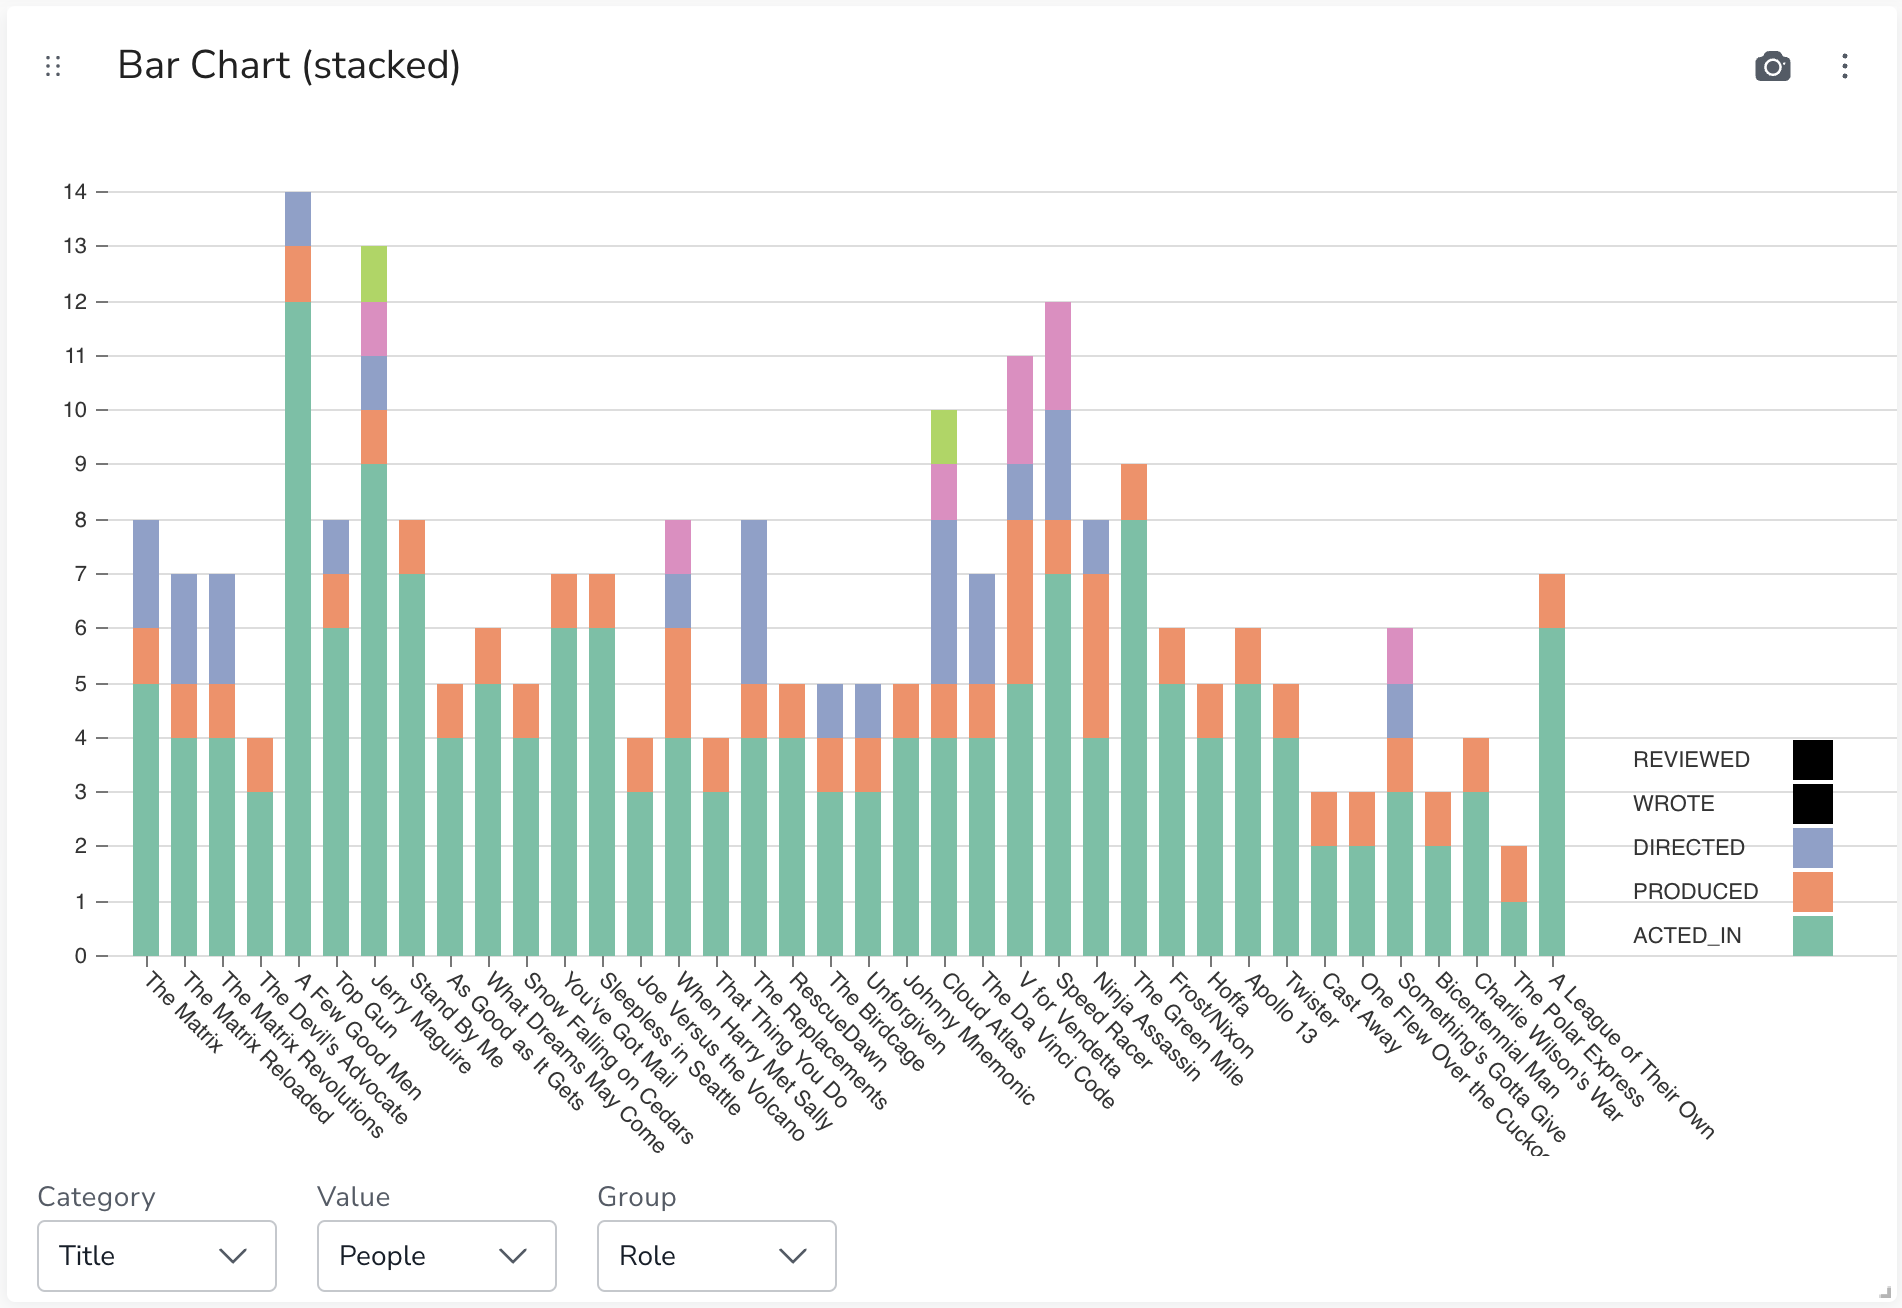 Bar Chart (stacked)
14
13
12
11
10
9
8
7
6
5
4
3
2
1
0
REVIEWED
WROTE
DIRECTED
PRODUCED
ACTED_IN
The Matrix
The Matrix Reloaded
The Matrix Revolutions
The Devil's Advocate
A Few Good Men
Top Gun
Jerry Maguire
Stand By Me
As Good as It Gets
What Dreams May Come
Snow Falling on Cedars
You've Got Mail
Sleepless in Seattle
Joe Versus the Volcano
When Harry Met Sally
That Thing You Do
The Replacements
RescueDawn
The Birdcage
Unforgiven
Johnny Mnemonic
Cloud Atlas
The Da Vinci Code
V for Vendetta
Speed Racer
Ninja Assassin
The Green Mile
Frost/Nixon
Hoffa
Apollo 13
Twister
Cast Away
One Flew Over the Cuckoo
Something's Gotta Give
Bicentennial Man
Charlie Wilson's War
The Polar Express
A League of Their Own
Category
Value
Group
Title
People
Role